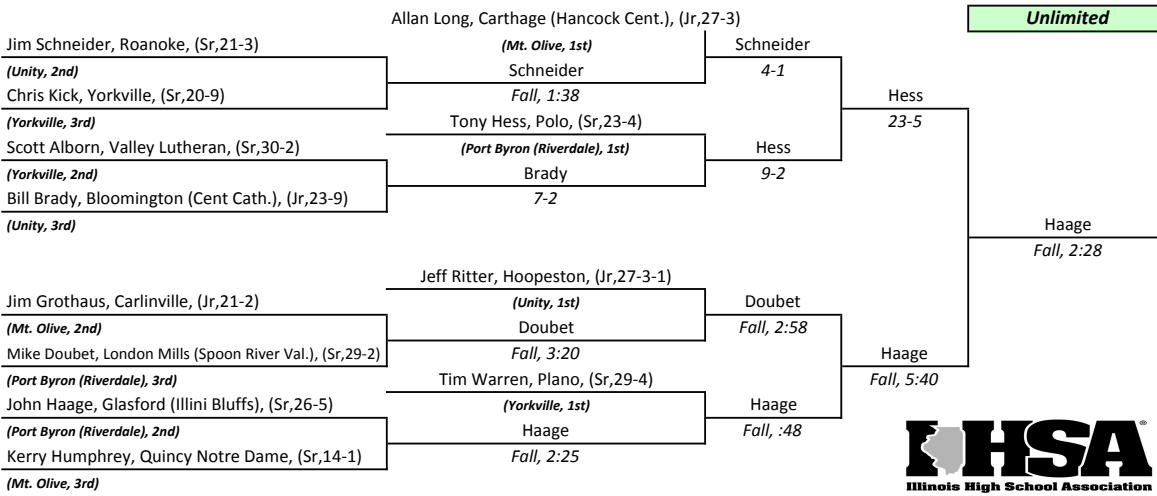 Allan Long, Carthage (Hancock Cent.), (Jr,27-3)
Unlimited
Jim Schneider, Roanoke, (Sr,21-3)
(Mt. Olive, 1st)
Schneider
(Unity, 2nd)
Schneider
4-1
Chris Kick, Yorkville, (Sr,20-9)
Fall, 1:38
Hess
(Yorkville, 3rd)
Tony Hess, Polo, (Sr,23-4)
23-5
Scott Alborn, Valley Lutheran, (Sr,30-2)
(Port Byron (Riverdale), 1st)
Hess
(Yorkville, 2nd)
Brady
9-2
Bill Brady, Bloomington (Cent Cath.), (Jr,23-9)
7-2
(Unity, 3rd)
Haage
Fall, 2:28
Jeff Ritter, Hoopeston, (Jr,27-3-1)
Jim Grothaus, Carlinville, (Jr,21-2)
(Unity, 1st)
Doubet
(Mt. Olive, 2nd)
Doubet
Fall, 2:58
Mike Doubet, London Mills (Spoon River Val.), (Sr,29-2)
Fall, 3:20
Haage
(Port Byron (Riverdale), 3rd)
Tim Warren, Plano, (Sr,29-4)
Fall, 5:40
John Haage, Glasford (Illini Bluffs), (Sr,26-5)
(Yorkville, 1st)
Haage
(Port Byron (Riverdale), 2nd)
Haage
Fall, :48
Kerry Humphrey, Quincy Notre Dame, (Sr,14-1)
Fall, 2:25
(Mt. Olive, 3rd)
IHSA®
Illinois High School Association